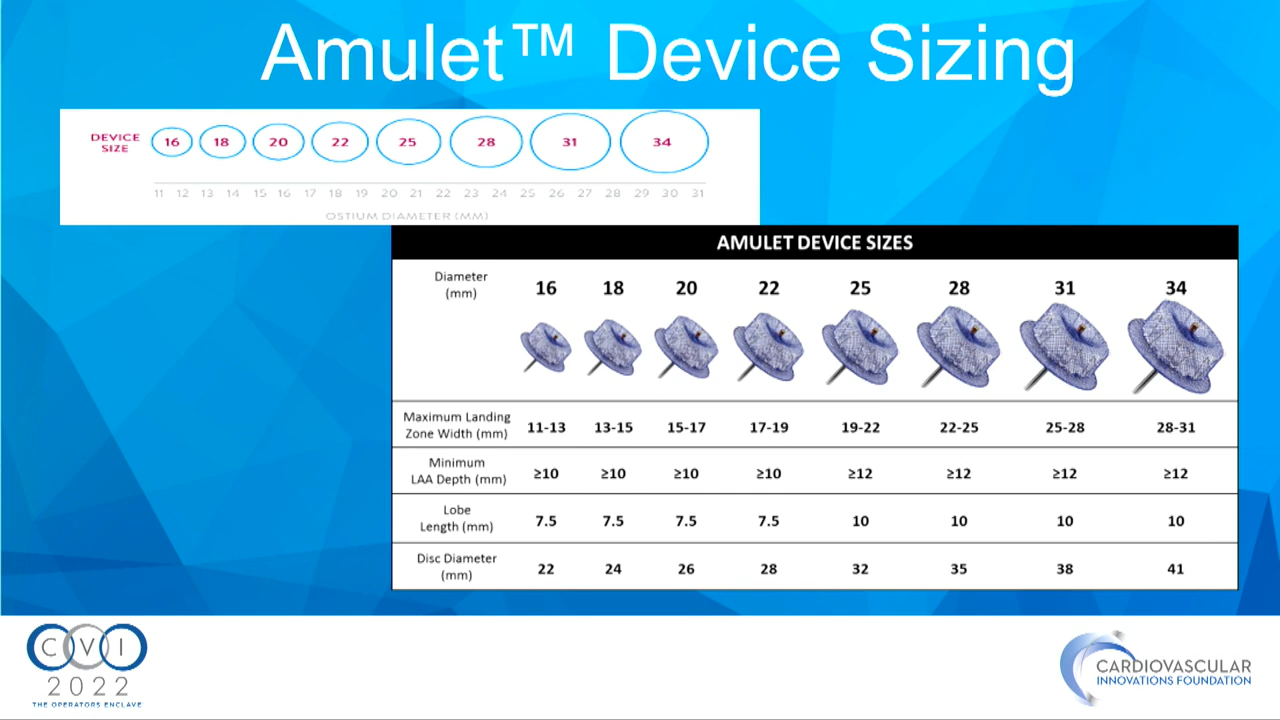 Amulet™ Device Sizing
DEVICE
SIZE
16 18 20 22 25 28 31 34
11 12 13 14 15 16 17 18 19 20 21 22 23 24 25 26 27 28 29 30 31
OSTIUM DIAMETER (MM)
AMULET DEVICE SIZES
Diameter
(mm)
16 18 20 22 25 28 31 34
Maximum Landing
Zone Width (mm)
11-13 13-15 15-17 17-19 19-22 22-25 25-28 28-31
Minimum
LAA Depth (mm)
≥10 ≥10 ≥10 ≥10 ≥12 ≥12 ≥12 ≥12
Lobe
Length (mm)
7.5 7.5 7.5 7.5 10 10 10 10
Disc Diameter
(mm)
22 24 26 28 32 35 38 41
CVI
2022
THE OPERATORS ENCLAVE
CARDIOVASCULAR
INNOVATIONS FOUNDATION